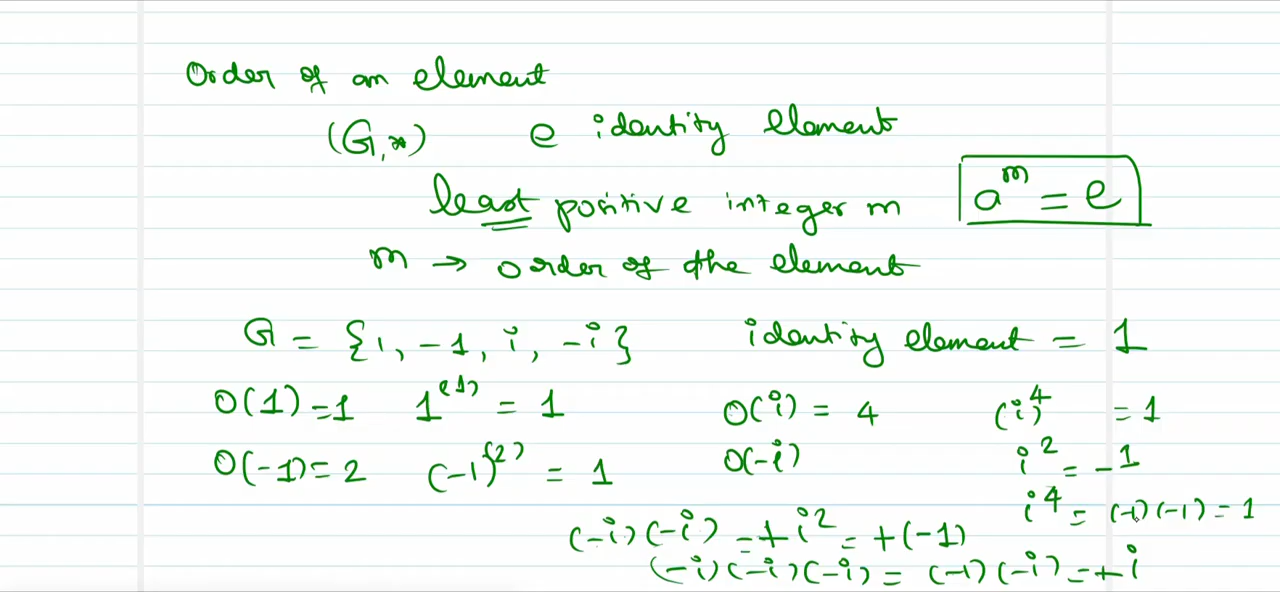 Order of an element
(G,*) e identity element
least positive integer m a^m = e
m → order of the element
G = {1, -1, i, -i} identity element = 1
O(1) = 1 1^(1) = 1 O(i) = 4 (i)^4 = 1
O(-1) = 2 (-1)^(2) = 1 O(-i) i^2 = -1
i^4 = (-1)(-1) = 1
(-i)(-i) = +i^2 = +(-1)
(-i)(-i)(-i) = (-1)(-i) = +i